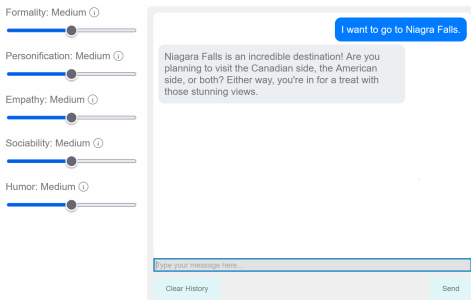 Formality: Medium
Personification: Medium
Empathy: Medium
Sociability: Medium
Humor: Medium
I want to go to Niagra Falls.
Niagara Falls is an incredible destination! Are you
planning to visit the Canadian side, the American
side, or both? Either way, you're in for a treat with
those stunning views.
Type your message here...
Clear History
Send